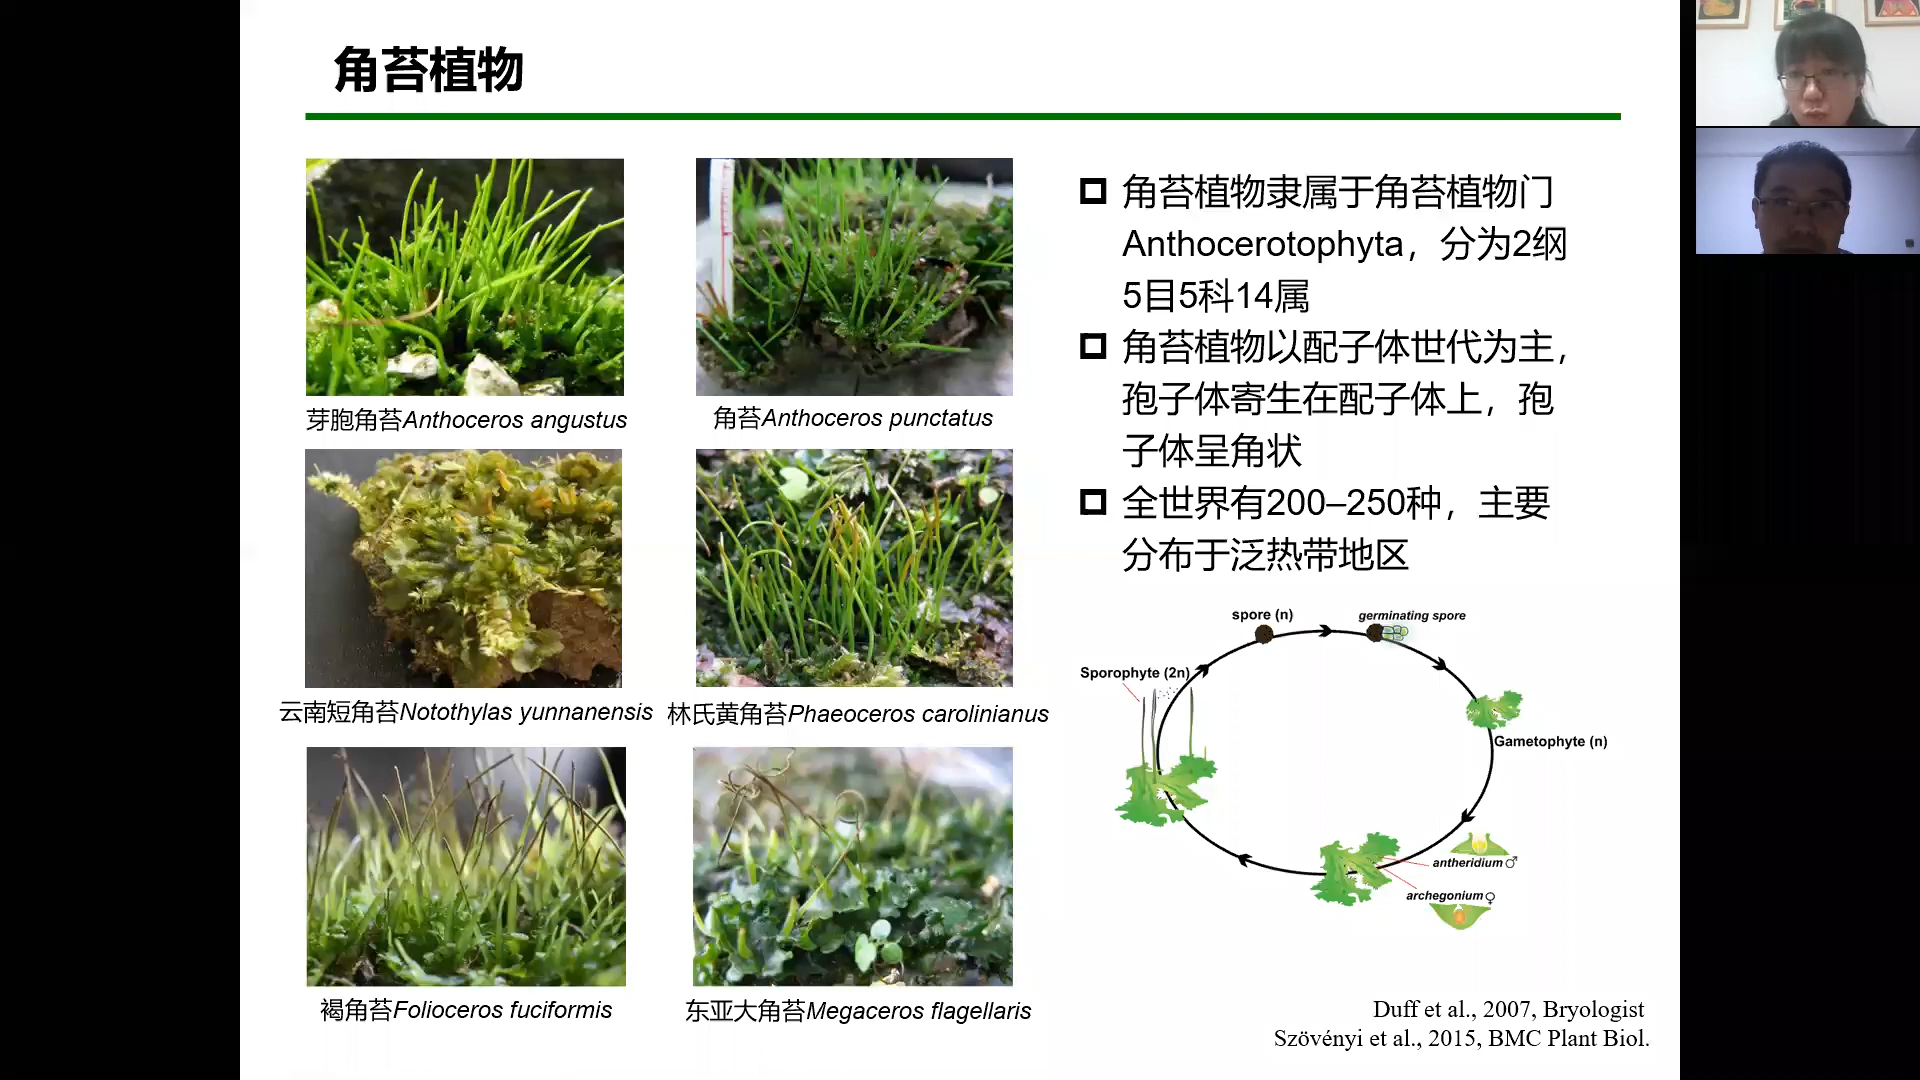 角苔植物
芽胞角苔Anthoceros angustus
角苔Anthoceros punctatus
云南短角苔Notothylas yunnanensis
林氏黄角苔Phaeoceros carolinianus
褐角苔Folioceros fuciformis
东亚大角苔Megaceros flagellaris
角苔植物隶属于角苔植物门
Anthocerotophyta，分为2纲
5目5科14属
角苔植物以配子体世代为主，
孢子体寄生在配子体上，孢
子体呈角状
全世界有200–250种，主要
分布于泛热带地区
spore (n)
germinating spore
Sporophyte (2n)
Gametophyte (n)
antheridium♂
archegonium♀
Duff et al., 2007, Bryologist
Szövényi et al., 2015, BMC Plant Biol.